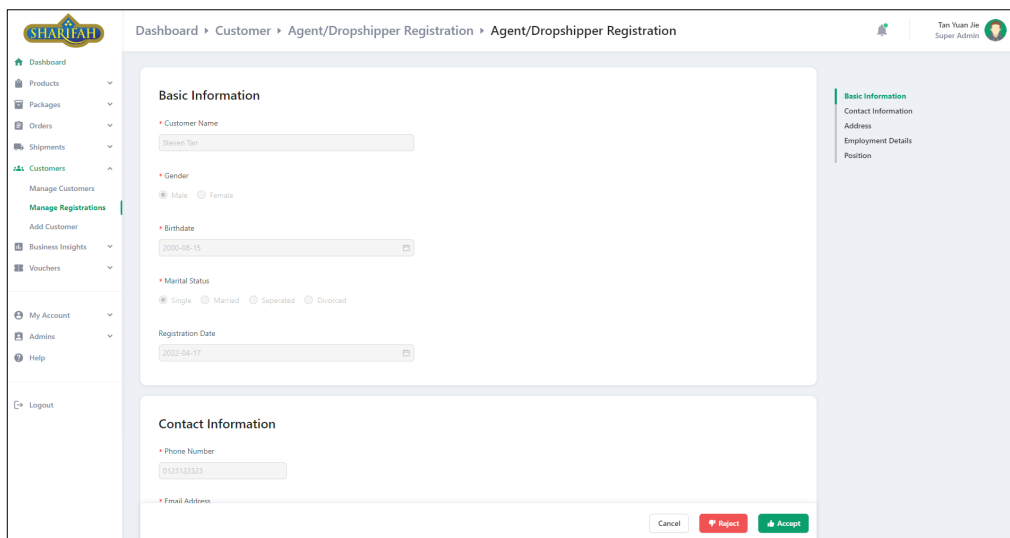 SHARIFAH
Dashboard
Products
Packages
Orders
Shipments
Customers
Manage Customers
Manage Registrations
Add Customer
Business Insights
Vouchers
My Account
Admins
Help
Logout
Dashboard ▸ Customer ▸ Agent/Dropshipper Registration ▸ Agent/Dropshipper Registration
Tan Yuan Jie
Super Admin
Basic Information
* Customer Name
Steven Tan
* Gender
Male Female
* Birthdate
2000-08-15
* Marital Status
Single Married Seperated Divorced
Registration Date
2022-04-17
Contact Information
* Phone Number
0123122323
* Email Address
Cancel Reject Accept
Basic Information
Contact Information
Address
Employment Details
Position